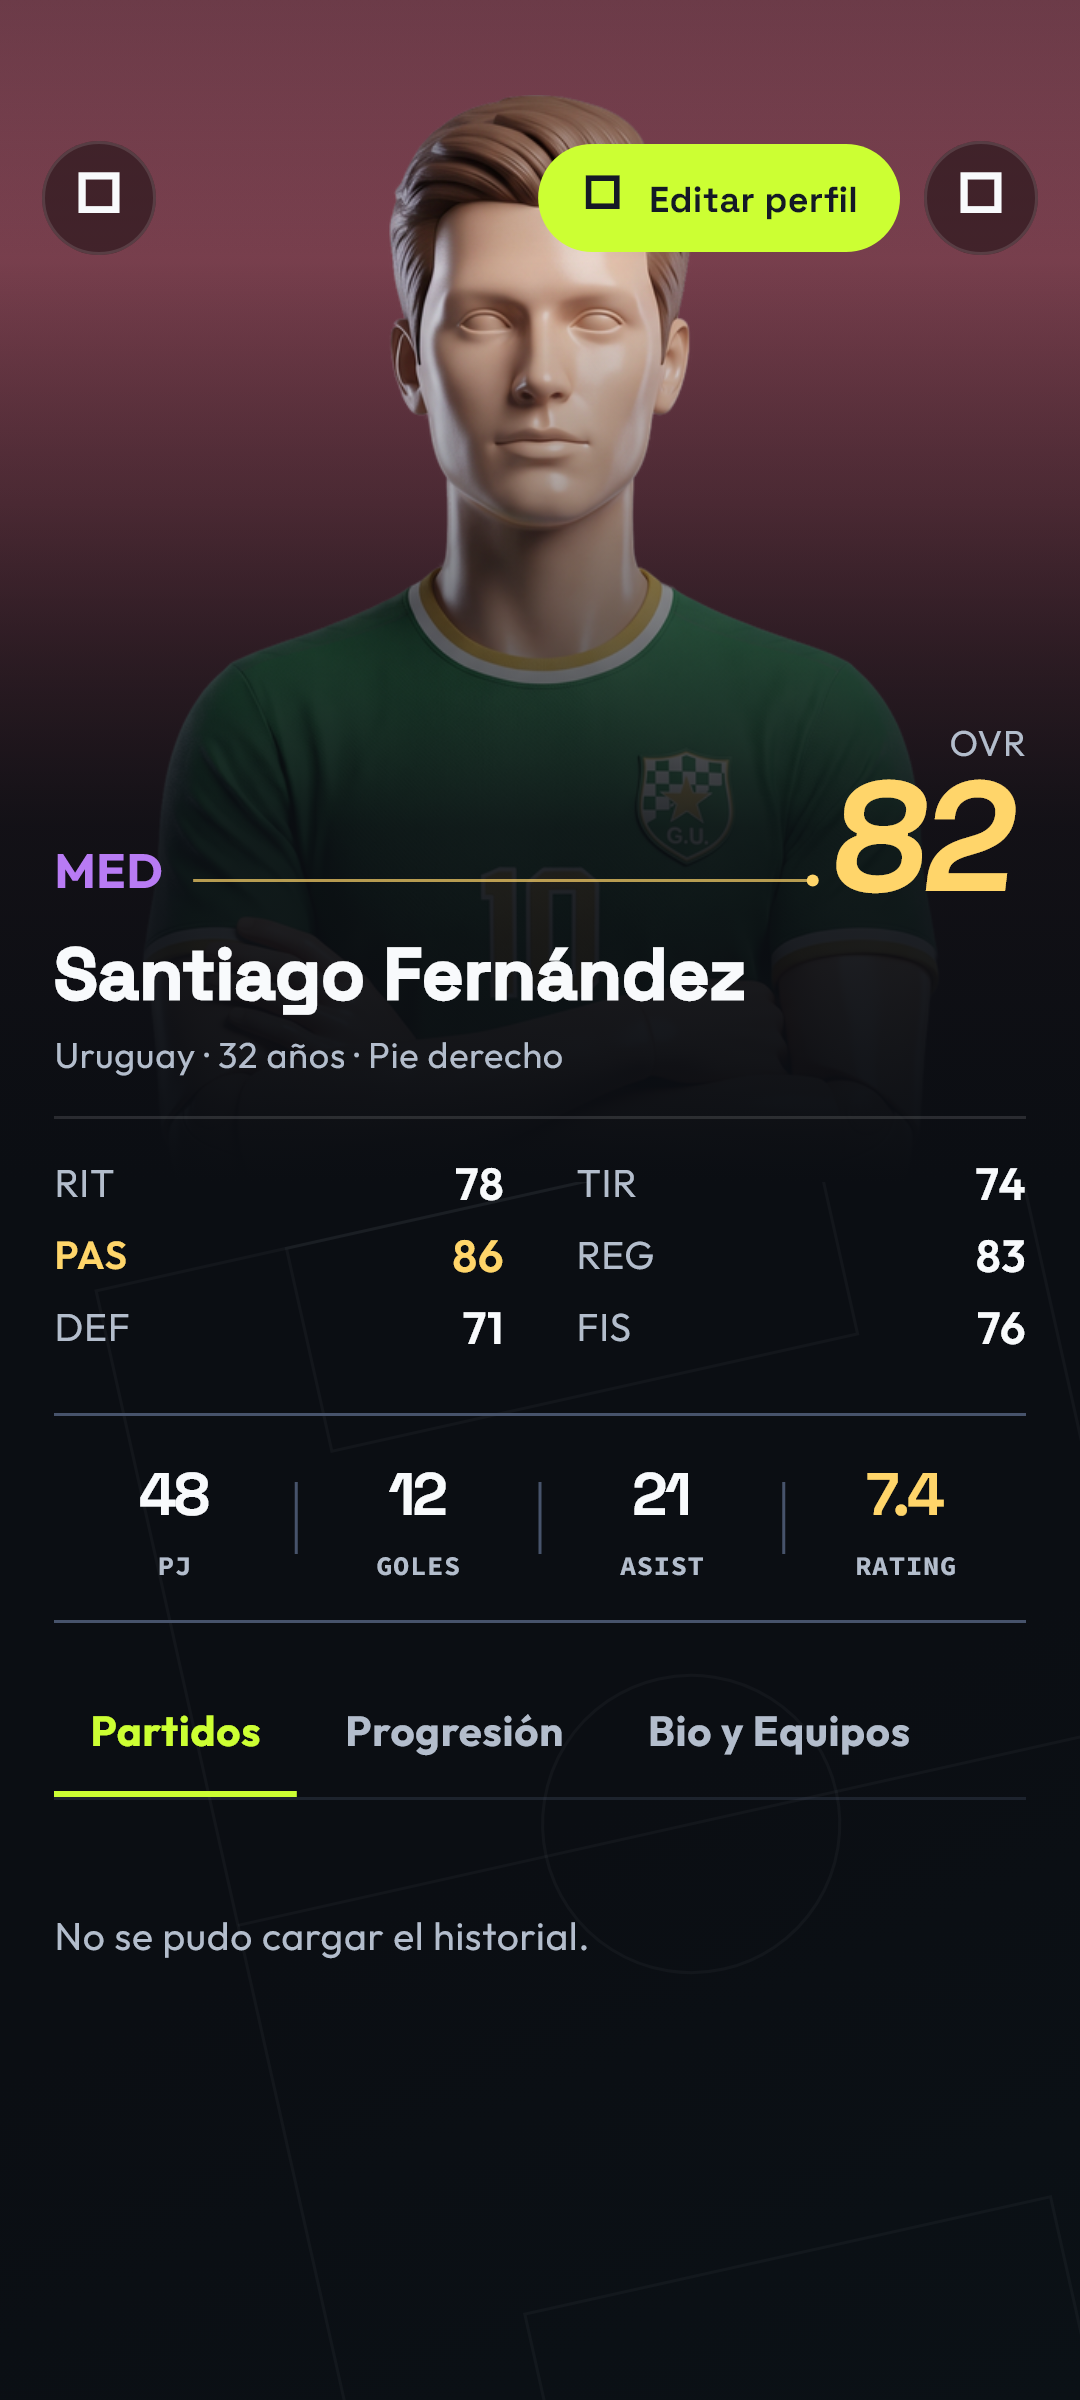 Editar perfil
OVR
MED
82
G.U.
10
Santiago Fernández
Uruguay · 32 años · Pie derecho
RIT 78 TIR 74
PAS 86 REG 83
DEF 71 FIS 76
48 12 21 7.4
PJ GOLES ASIST RATING
Partidos Progresión Bio y Equipos
No se pudo cargar el historial.